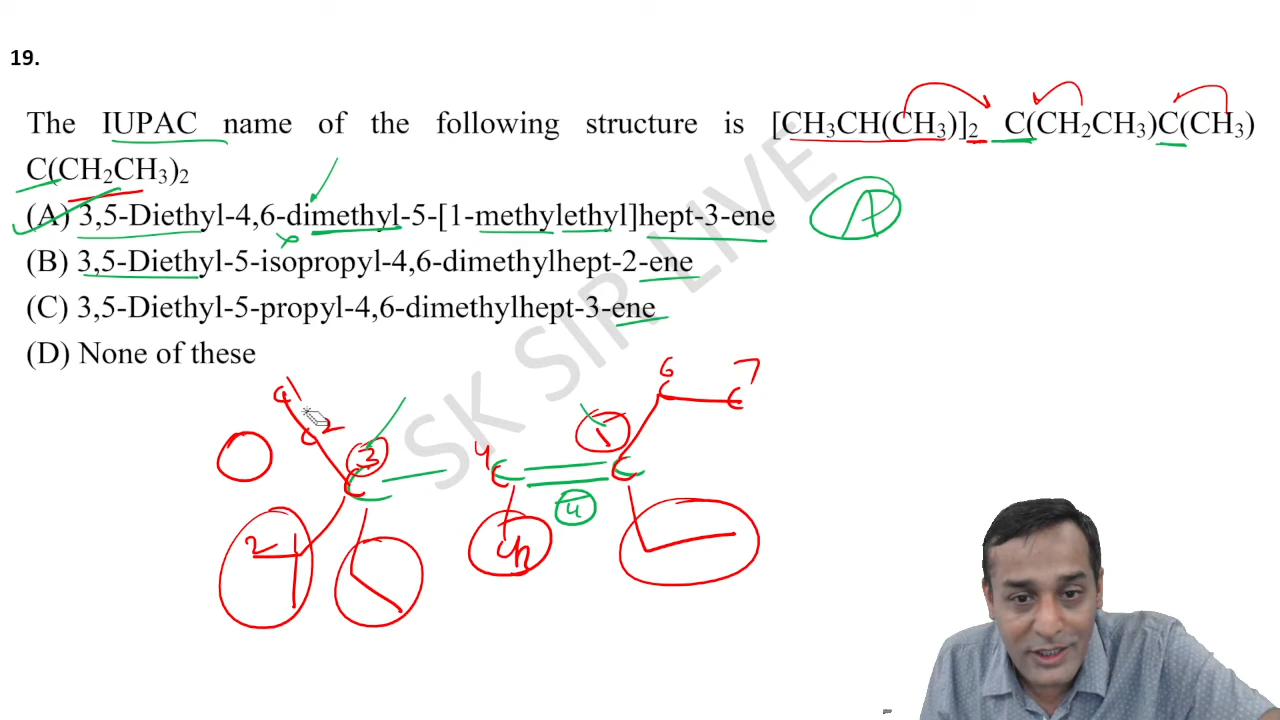 19.
The IUPAC name of the following structure is [CH₃CH(CH₃)]₂ C(CH₂CH₃)C(CH₃)
C(CH₂CH₃)₂
(A) 3,5-Diethyl-4,6-dimethyl-5-[1-methylethyl]hept-3-ene
A
(B) 3,5-Diethyl-5-isopropyl-4,6-dimethylhept-2-ene
(C) 3,5-Diethyl-5-propyl-4,6-dimethylhept-3-ene
(D) None of these
SK SIR LIVE
6 7
C C
1
C 2
3 4
C C C
4
2